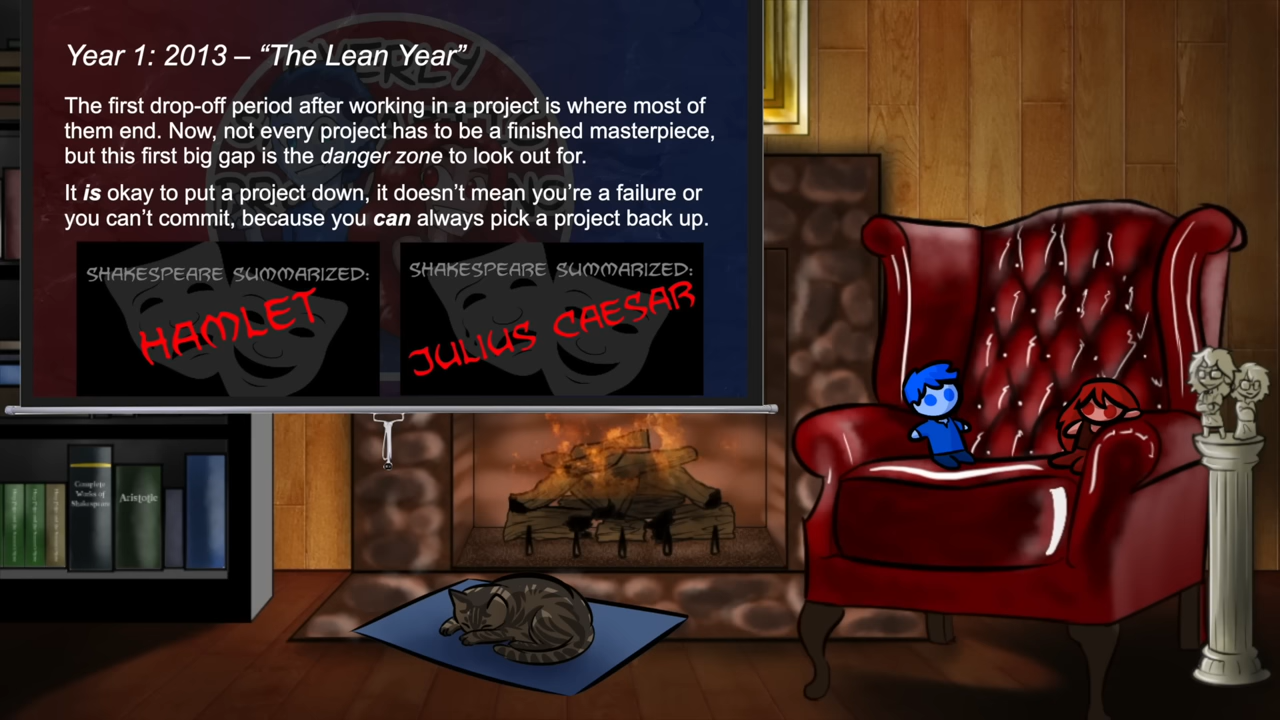 Year 1: 2013 – “The Lean Year”
The first drop-off period after working in a project is where most of
them end. Now, not every project has to be a finished masterpiece,
but this first big gap is the danger zone to look out for.
It is okay to put a project down, it doesn’t mean you’re a failure or
you can’t commit, because you can always pick a project back up.
SHAKESPEARE SUMMARIZED:
HAMLET
SHAKESPEARE SUMMARIZED:
JULIUS CAESAR
Complete
Works of
Shakespeare
Aristotle